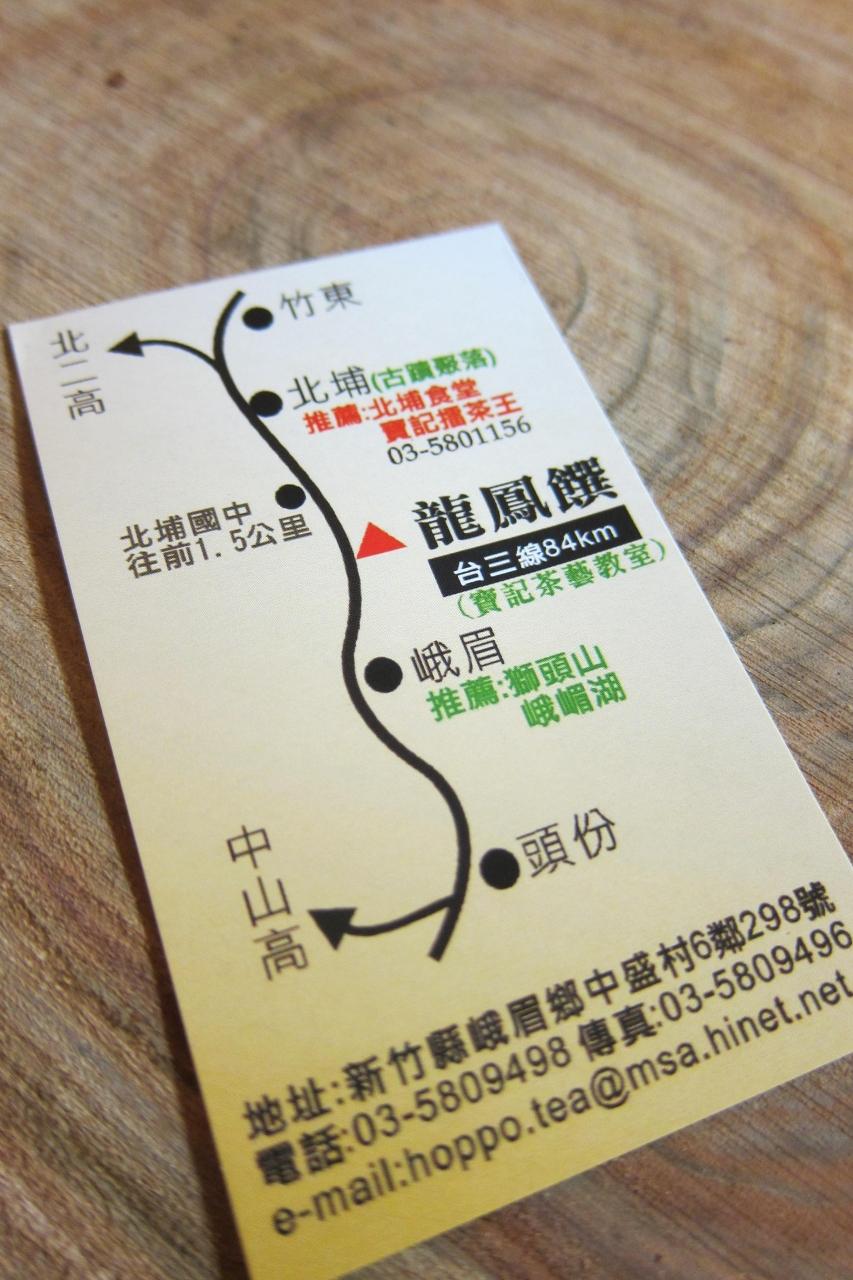 竹東
北二高
北埔(古蹟聚落)
推薦:北埔食堂
寶記擂茶王
03-5801156
北埔國中
往前1.5公里
龍鳳饌
台三線84km
(寶記茶藝教室)
峨眉
推薦:獅頭山
峨嵋湖
中山高
頭份
地址:新竹縣峨眉鄉中盛村6鄰298號
電話:03-5809498 傳真:03-5809496
e-mail:hoppo.tea@msa.hinet.net